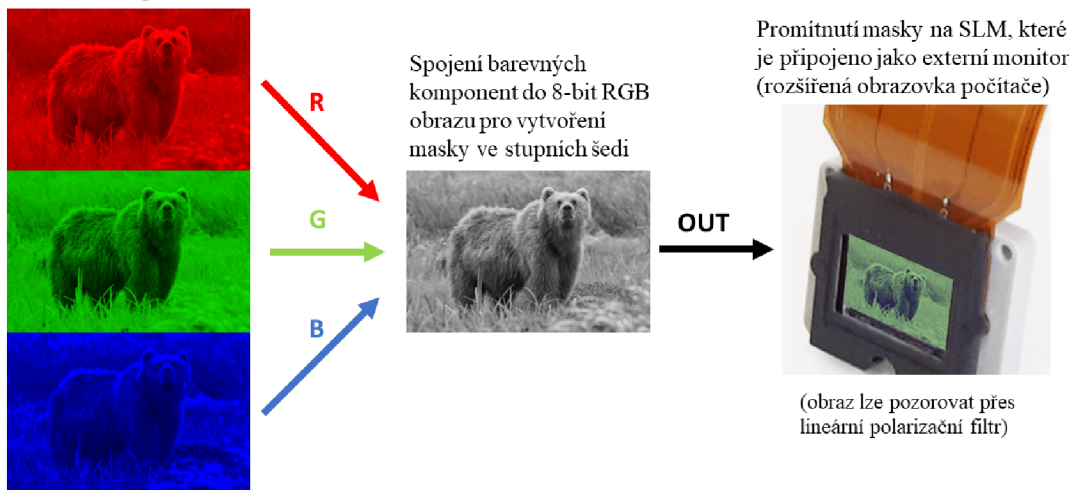 R
G
B
Spojení barevných
komponent do 8-bit RGB
obrazu pro vytvoření
masky ve stupních šedi
OUT
Promítnutí masky na SLM, které
je připojeno jako externí monitor
(rozšířená obrazovka počítače)
(obraz lze pozorovat přes
lineární polarizační filtr)